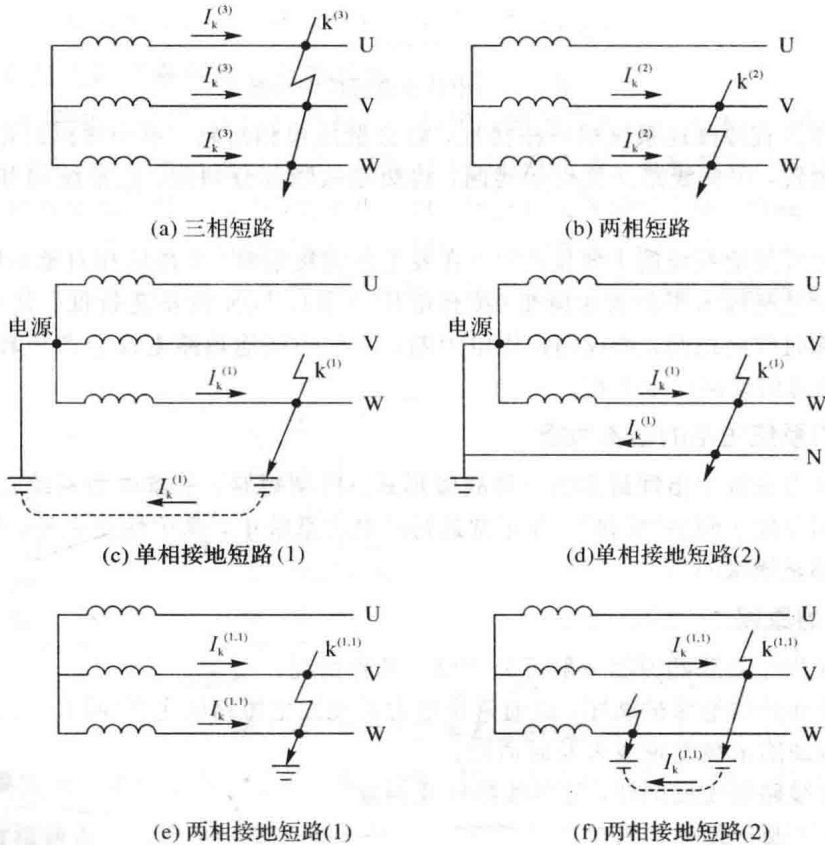 I_k^(3) k^(3) U
I_k^(3) V
I_k^(3) W
(a) 三相短路
U
I_k^(2) k^(2) V
I_k^(2) W
(b) 两相短路
U
电源 V
I_k^(1) k^(1) W
I_k^(1)
(c) 单相接地短路(1)
U
电源 V
I_k^(1) k^(1) W
I_k^(1) N
(d)单相接地短路(2)
U
I_k^(1,1) k^(1,1) V
I_k^(1,1) W
(e) 两相接地短路(1)
U
I_k^(1,1) k^(1,1) V
W
I_k^(1,1)
(f) 两相接地短路(2)